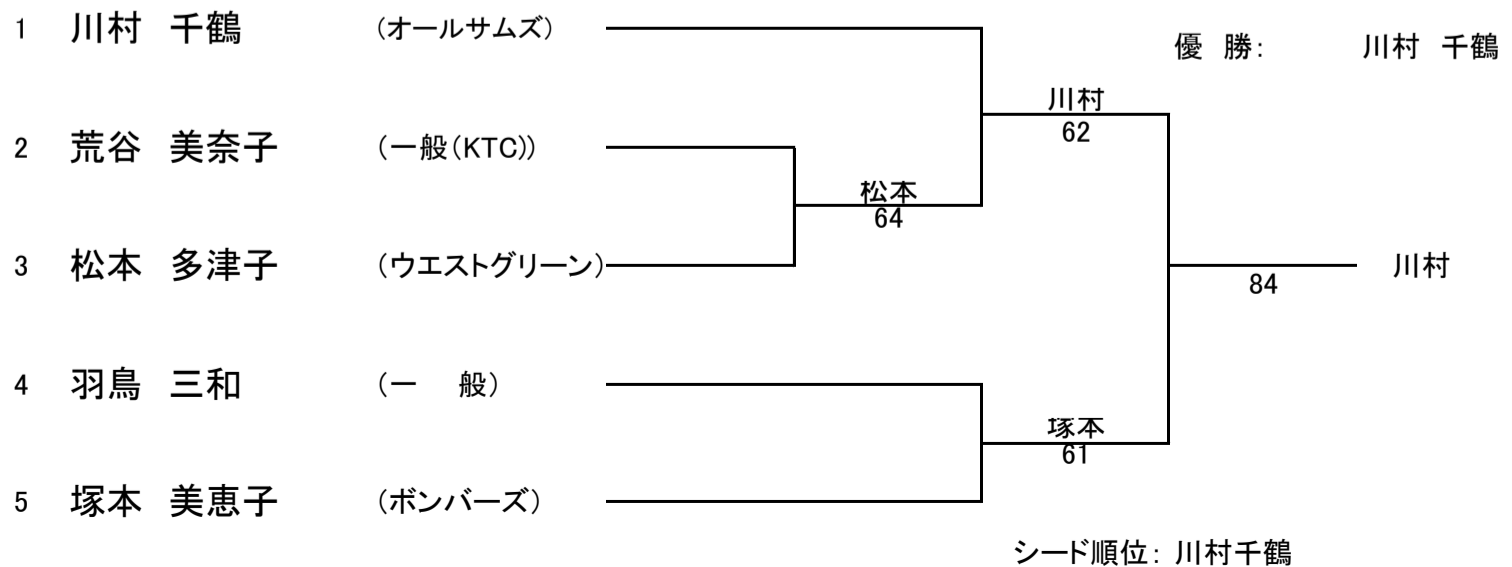 1 川村 千鶴 (オールサムズ)
優 勝： 川村 千鶴
川村
62
2 荒谷 美奈子 (一般(KTC))
松本
64
3 松本 多津子 (ウエストグリーン)
84
川村
4 羽鳥 三和 (一 般)
塚本
61
5 塚本 美恵子 (ボンバーズ)
シード順位： 川村千鶴